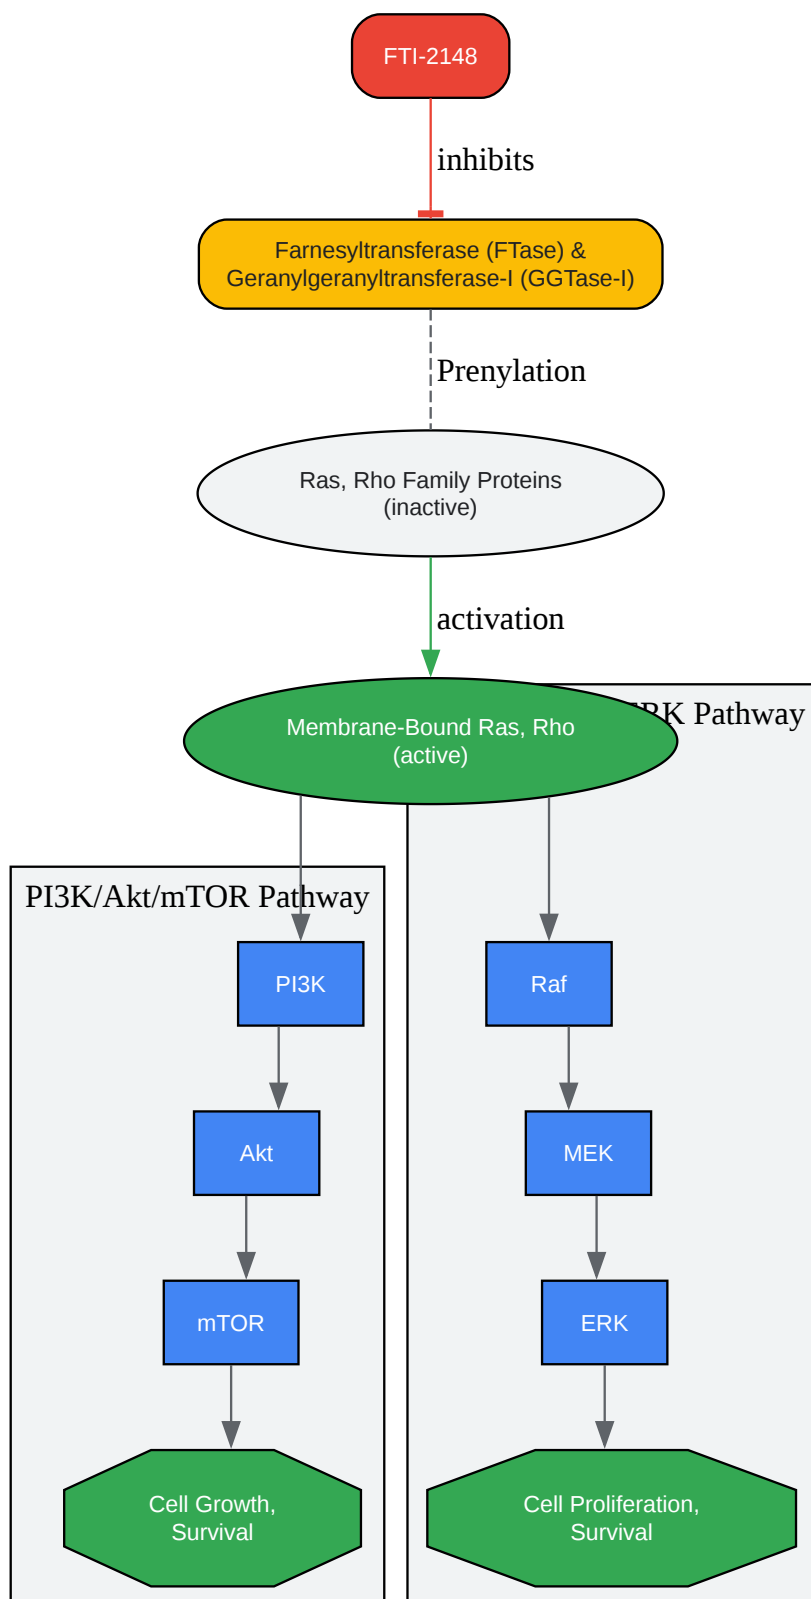 FTI-2148
inhibits
Farnesyltransferase (FTase) &
Geranylgeranyltransferase-I (GGTase-I)
Prenylation
Ras, Rho Family Proteins
(inactive)
activation
Membrane-Bound Ras, Rho
(active)
Pathway
PI3K/Akt/mTOR Pathway
PI3K
Raf
Akt
MEK
mTOR
ERK
Cell Growth,
Survival
Cell Proliferation,
Survival